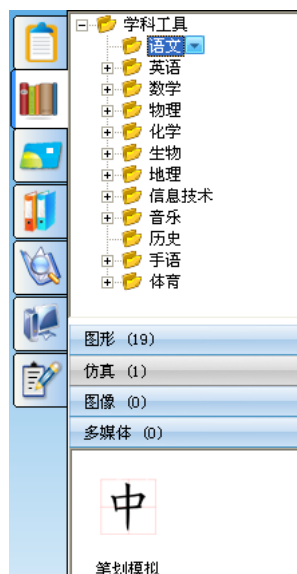 学科工具
语文
英语
数学
物理
化学
生物
地理
信息技术
音乐
历史
手语
体育
图形 (19)
仿真 (1)
图像 (0)
多媒体 (0)
中
笔划模拟